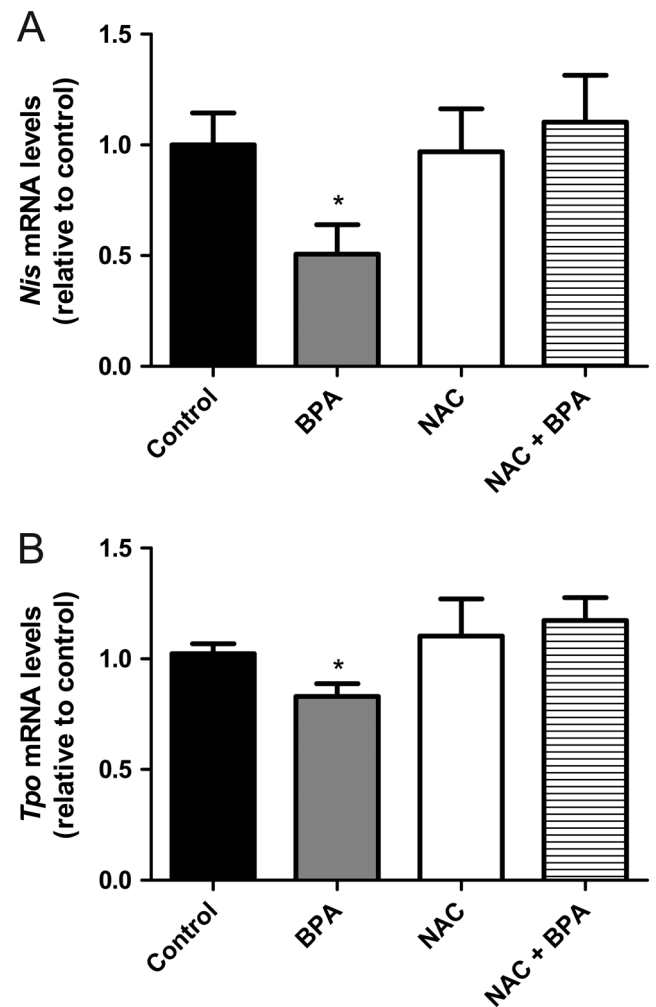 A
Nis mRNA levels
(relative to control)
1.5
1.0
0.5
0.0
*
Control
BPA
NAC
NAC + BPA
B
Tpo mRNA levels
(relative to control)
1.5
1.0
0.5
0.0
*
Control
BPA
NAC
NAC + BPA